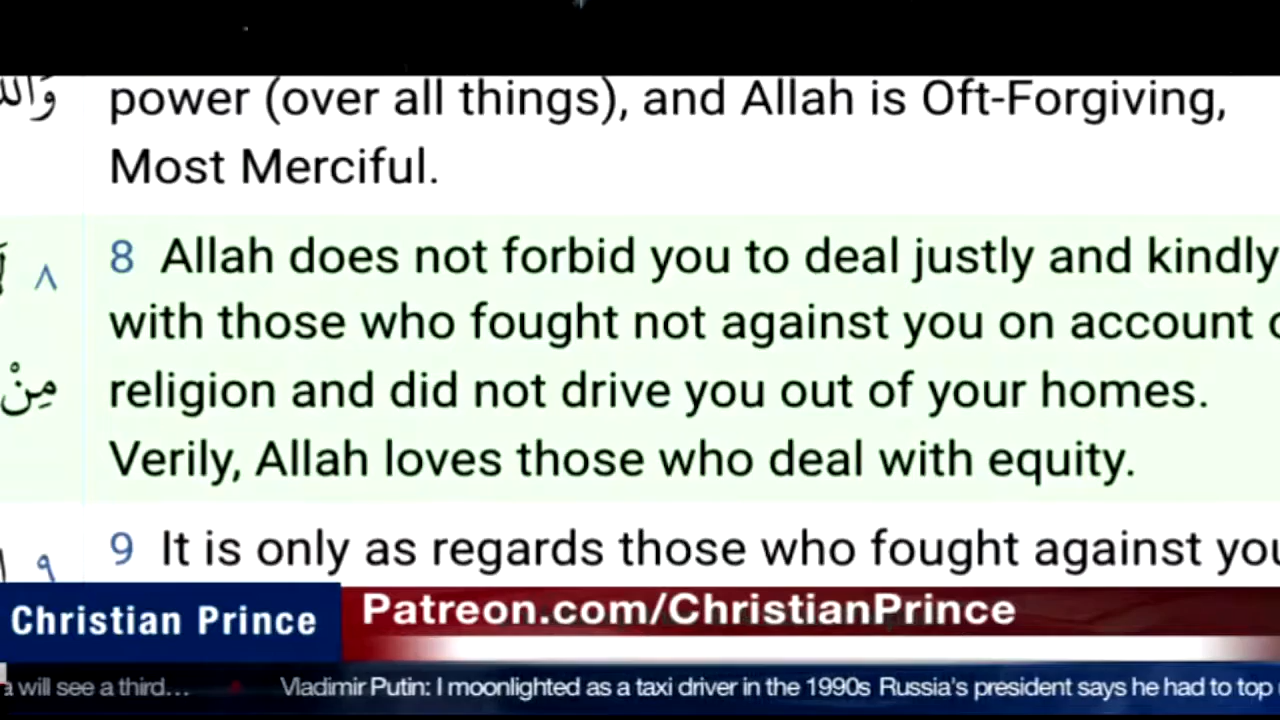 power (over all things), and Allah is Oft-Forgiving,
Most Merciful.
٨
8 Allah does not forbid you to deal justly and kindly
with those who fought not against you on account
مِنْ
religion and did not drive you out of your homes.
Verily, Allah loves those who deal with equity.
٩
9 It is only as regards those who fought against you
Christian Prince
Patreon.com/ChristianPrince
a will see a third... Vladimir Putin: I moonlighted as a taxi driver in the 1990s Russia's president says he had to top